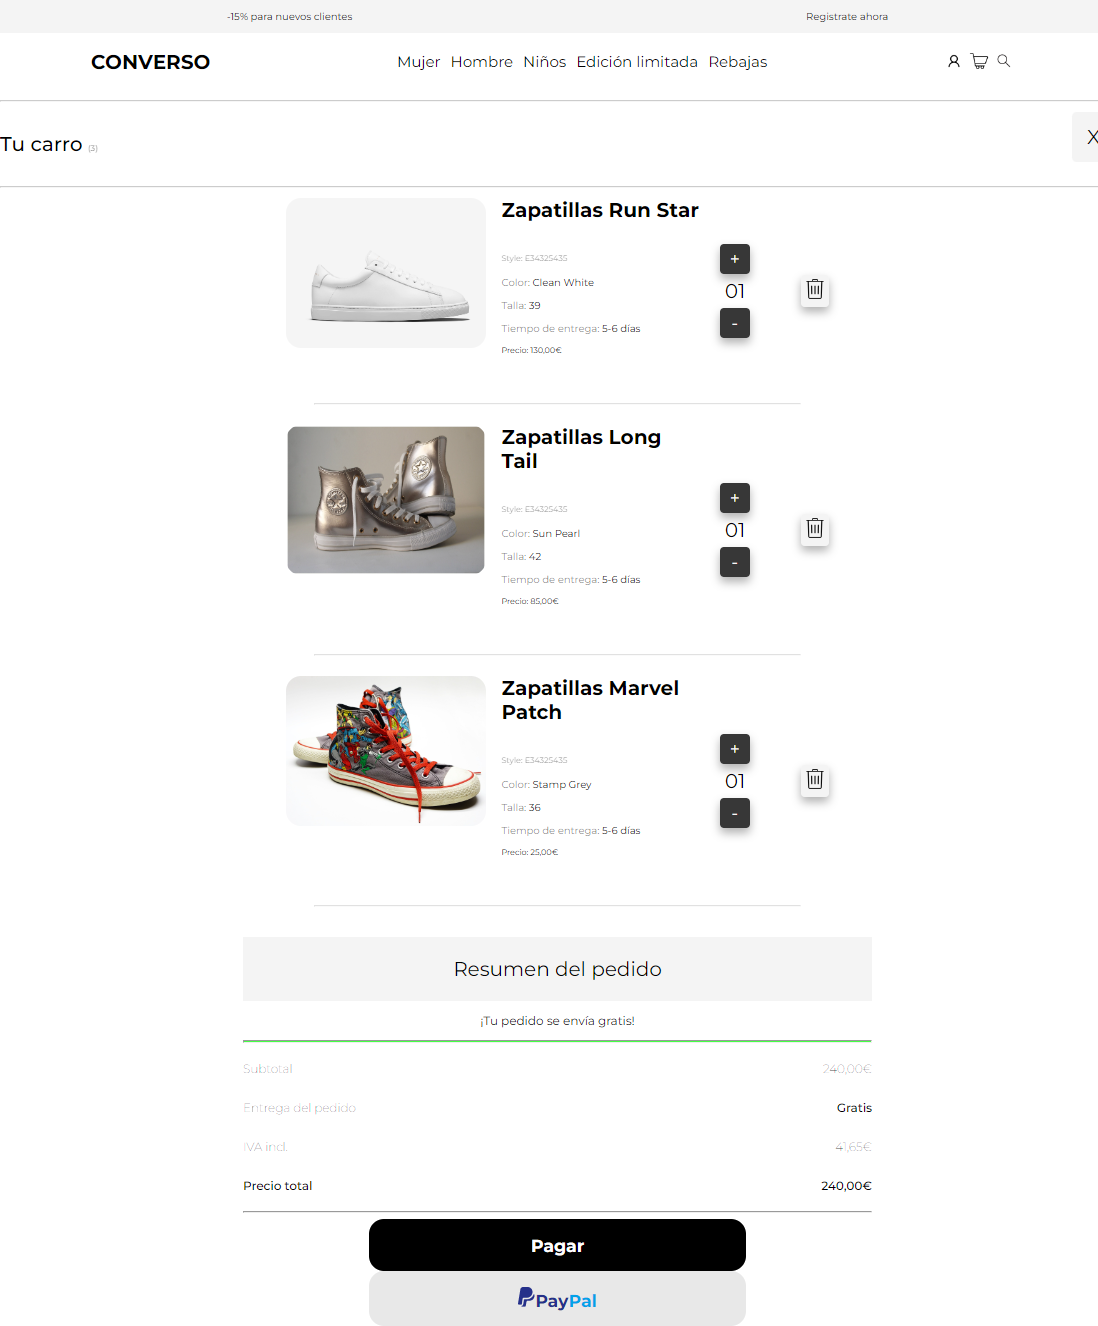 -15% para nuevos clientes Registrate ahora
CONVERSO Mujer Hombre Niños Edición limitada Rebajas
Tu carro (3) X
Zapatillas Run Star
Style: £34325435
Color: Clean White
Talla: 39
Tiempo de entrega: 5-6 días
Precio: 130,00€
+
01
-
Zapatillas Long
Tail
Style: £34325435
Color: Sun Pearl
Talla: 42
Tiempo de entrega: 5-6 días
Precio: 85,00€
+
01
-
Zapatillas Marvel
Patch
Style: £34325435
Color: Stamp Grey
Talla: 36
Tiempo de entrega: 5-6 días
Precio: 25,00€
+
01
-
Resumen del pedido
¡Tu pedido se envía gratis!
Subtotal 240,00€
Entrega del pedido Gratis
IVA incl. 41,65€
Precio total 240,00€
Pagar
PayPal